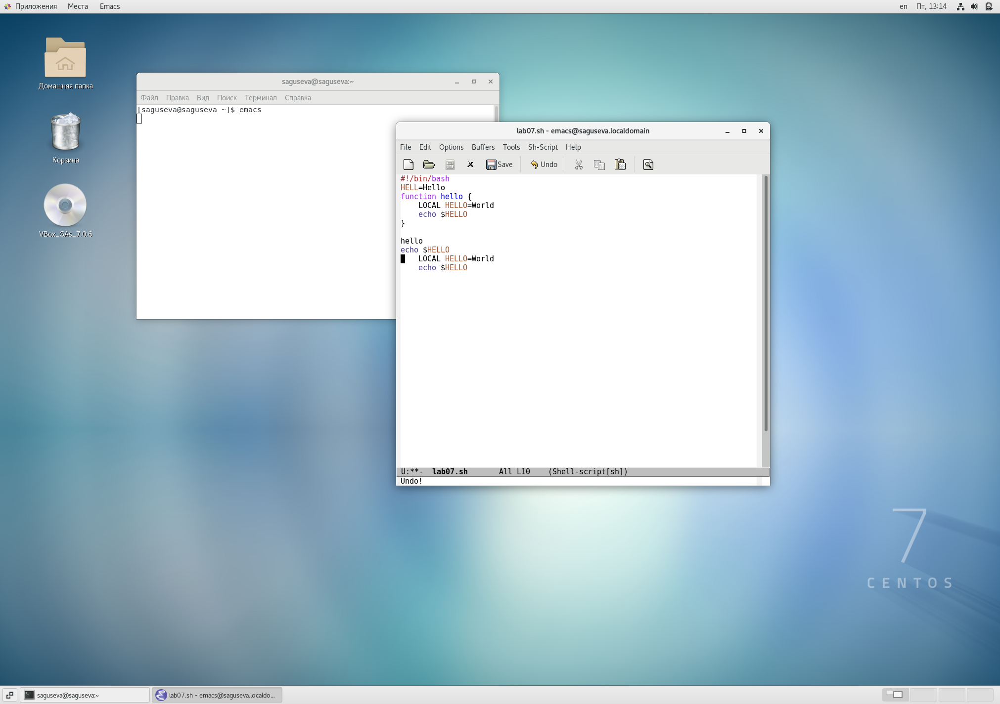 Приложения Места Emacs en Пт, 13:14
Домашняя папка
Корзина
VBox_GAs_7.0.6
saguseva@saguseva:~
Файл Правка Вид Поиск Терминал Справка
[saguseva@saguseva ~]$ emacs
lab07.sh - emacs@saguseva.localdomain
File Edit Options Buffers Tools Sh-Script Help
Save Undo
#!/bin/bash
HELL=Hello
function hello {
    LOCAL HELLO=World
    echo $HELLO
}
hello
echo $HELLO
    LOCAL HELLO=World
    echo $HELLO
U:**-  lab07.sh       All L10    (Shell-script[sh])
Undo!
7
CENTOS
saguseva@saguseva:~ lab07.sh - emacs@saguseva.localdo...